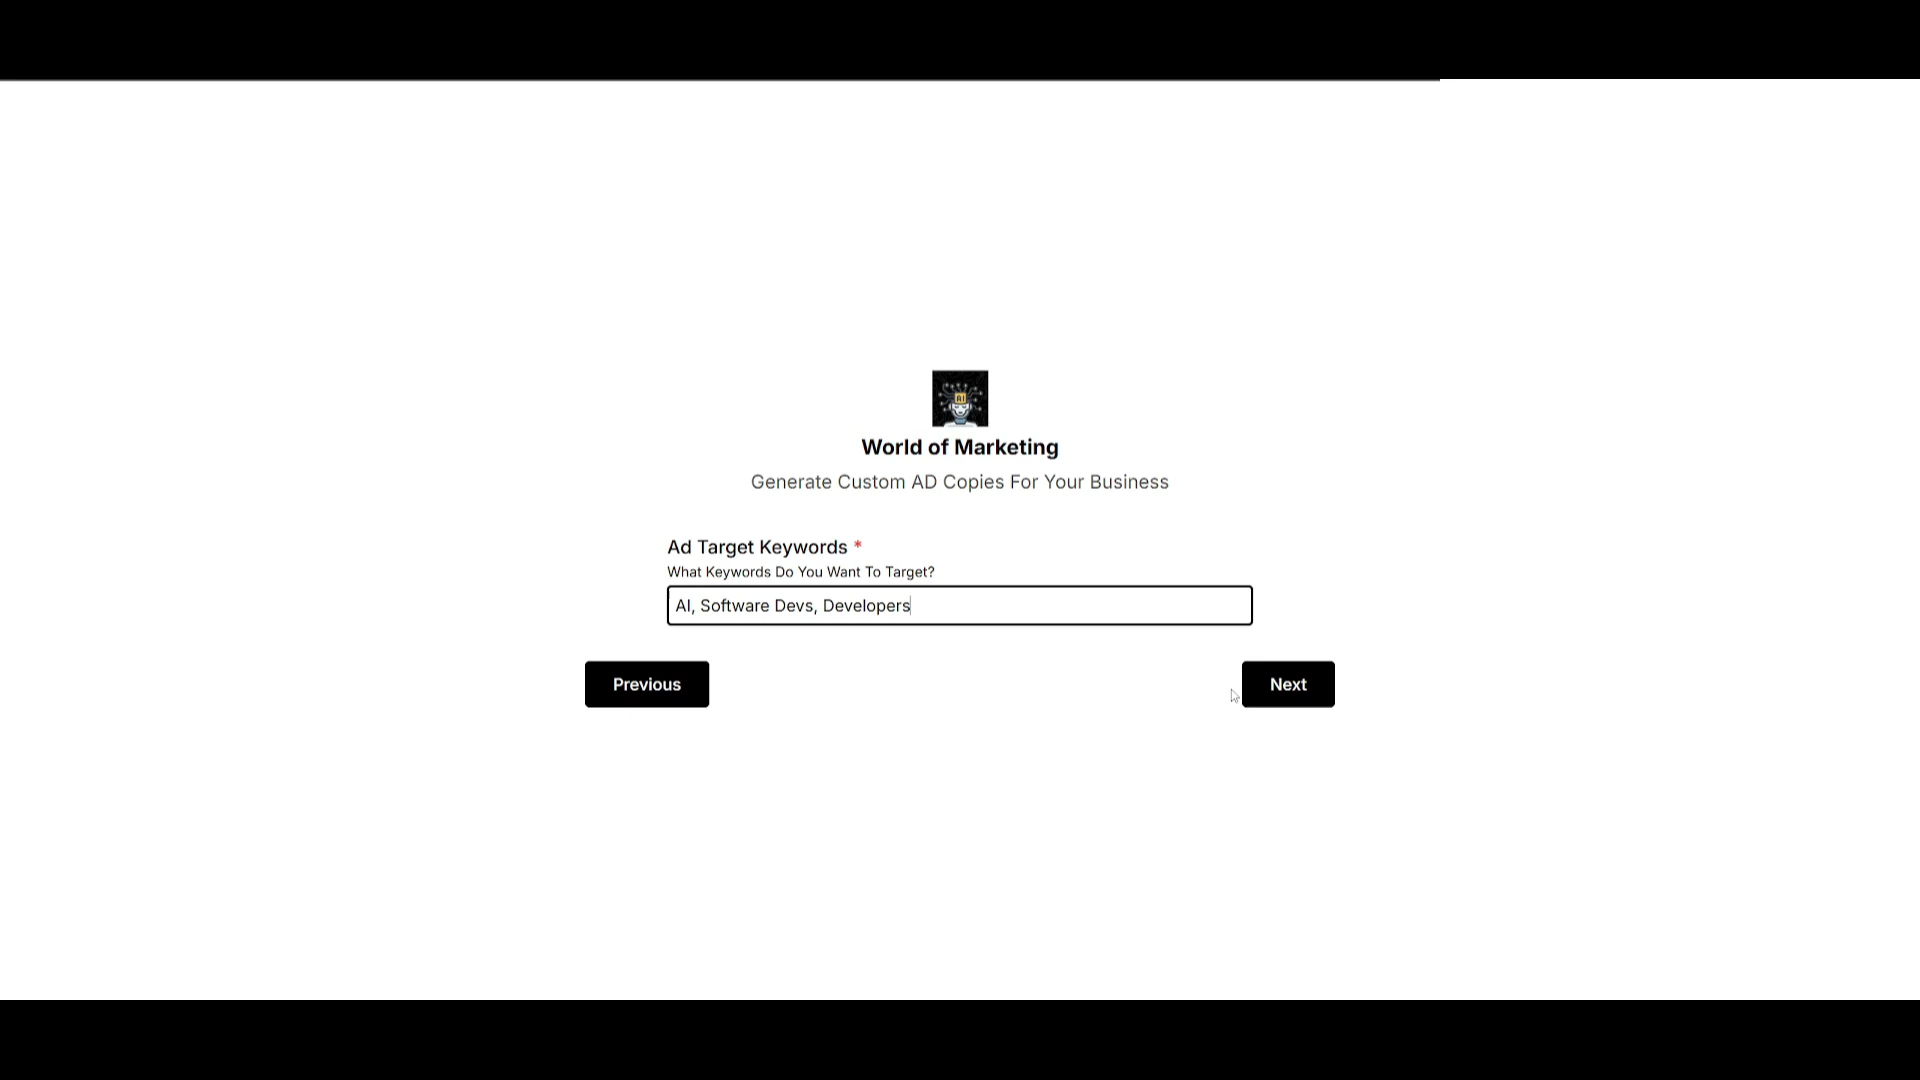 AI
World of Marketing
Generate Custom AD Copies For Your Business
Ad Target Keywords *
What Keywords Do You Want To Target?
AI, Software Devs, Developers
Previous
Next